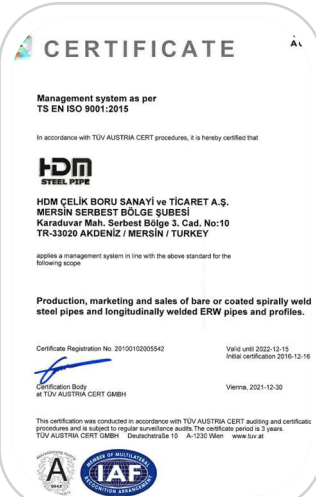 CERTIFICATE
Management system as per
TS EN ISO 9001:2015
In accordance with TÜV AUSTRIA CERT procedures, it is hereby certified that
HDM
STEEL PIPE
HDM ÇELİK BORU SANAYİ ve TİCARET A.Ş.
MERSİN SERBEST BÖLGE ŞUBESİ
Karaduvar Mah. Serbest Bölge 3. Cad. No:10
TR-33020 AKDENİZ / MERSİN / TURKEY
applies a management system in line with the above standard for the
following scope
Production, marketing and sales of bare or coated spirally weld
steel pipes and longitudinally welded ERW pipes and profiles.
Certificate Registration No. 20100102005542
Valid until 2022-12-15
Initial certification 2016-12-16
Certification Body
at TÜV AUSTRIA CERT GMBH
Vienna, 2021-12-30
This certification was conducted in accordance with TÜV AUSTRIA CERT auditing and certificatio
procedures and is subject to regular surveillance audits. The certificate period is 3 years.
TÜV AUSTRIA CERT GMBH Deutschstraße 10 A-1230 Wien www.tuv.at
A
0943
MEMBER OF MULTILATERAL
IAF
RECOGNITION ARRANGEMENT